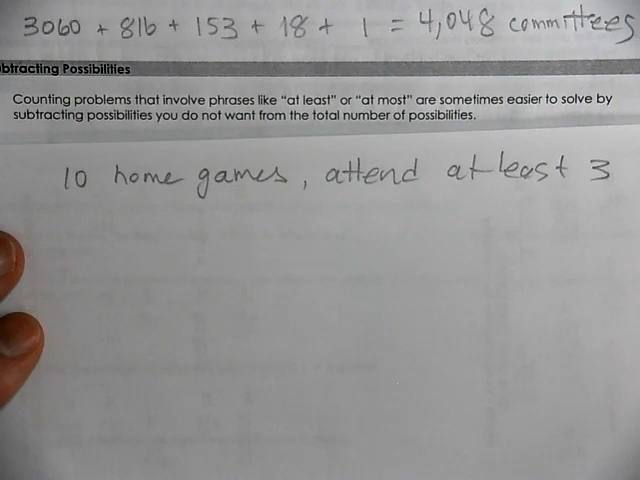 3060 + 816 + 153 + 18 + 1 = 4,048 committees
btracting Possibilities
Counting problems that involve phrases like "at least" or "at most" are sometimes easier to solve by
subtracting possibilities you do not want from the total number of possibilities.
10 home games, attend at least 3